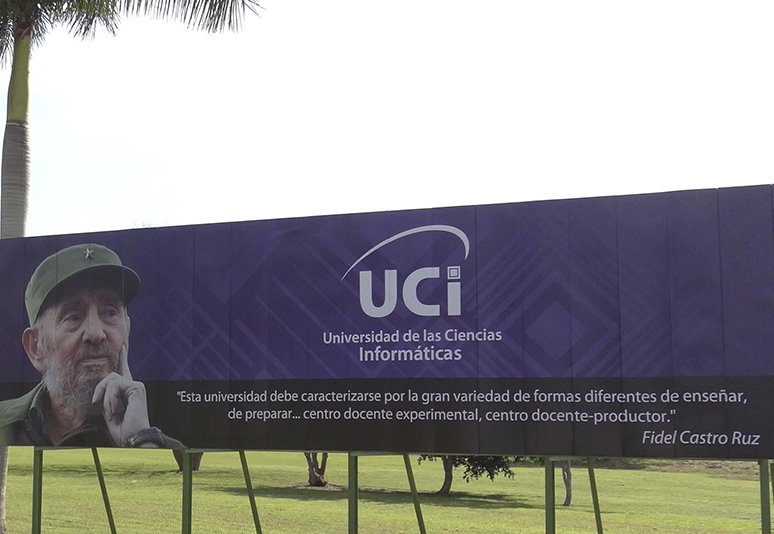 UCi
Universidad de las Ciencias
Informáticas
"Esta universidad debe caracterizarse por la gran variedad de formas diferentes de enseñar,
de preparar... centro docente experimental, centro docente-productor."
Fidel Castro Ruz